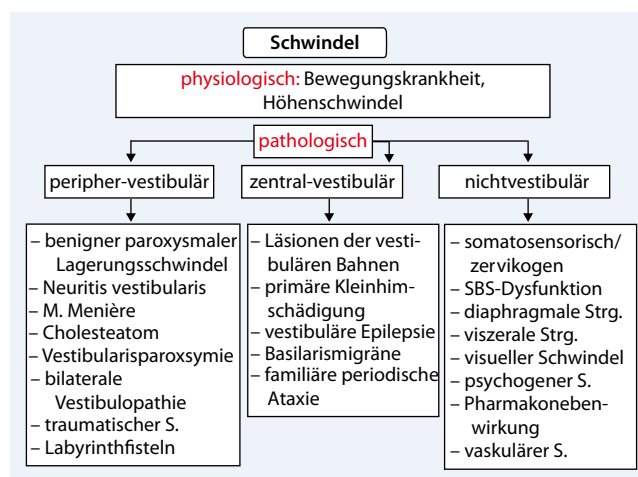 Schwindel
physiologisch: Bewegungskrankheit,
Höhenschwindel
pathologisch
peripher-vestibulär
zentral-vestibulär
nichtvestibulär
– benigner paroxysmaler
Lagerungsschwindel
– Neuritis vestibularis
– M. Menière
– Cholesteatom
– Vestibularisparoxsymie
– bilaterale
Vestibulopathie
– traumatischer S.
– Labyrinthfisteln
– Läsionen der vesti-
bulären Bahnen
– primäre Kleinhim-
schädigung
– vestibuläre Epilepsie
– Basilarismigräne
– familiäre periodische
Ataxie
– somatosensorisch/
zervikogen
– SBS-Dysfunktion
– diaphragmale Strg.
– viszerale Strg.
– visueller Schwindel
– psychogener S.
– Pharmakoneben-
wirkung
– vaskulärer S.